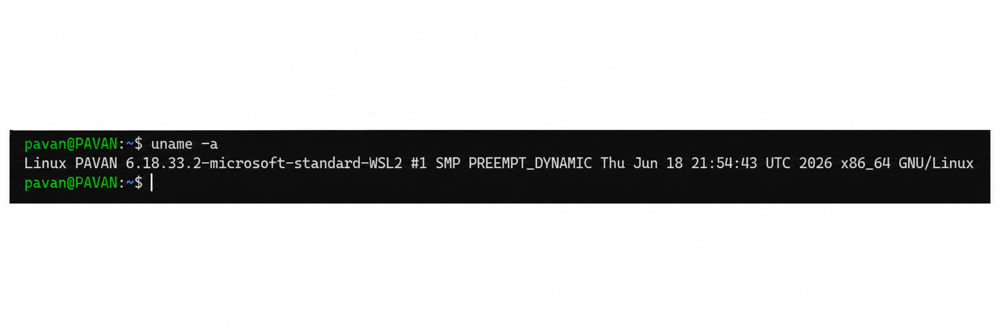 pavan@PAVAN:~$ uname -a
Linux PAVAN 6.18.33.2-microsoft-standard-WSL2 #1 SMP PREEMPT_DYNAMIC Thu Jun 18 21:54:43 UTC 2026 x86_64 GNU/Linux
pavan@PAVAN:~$